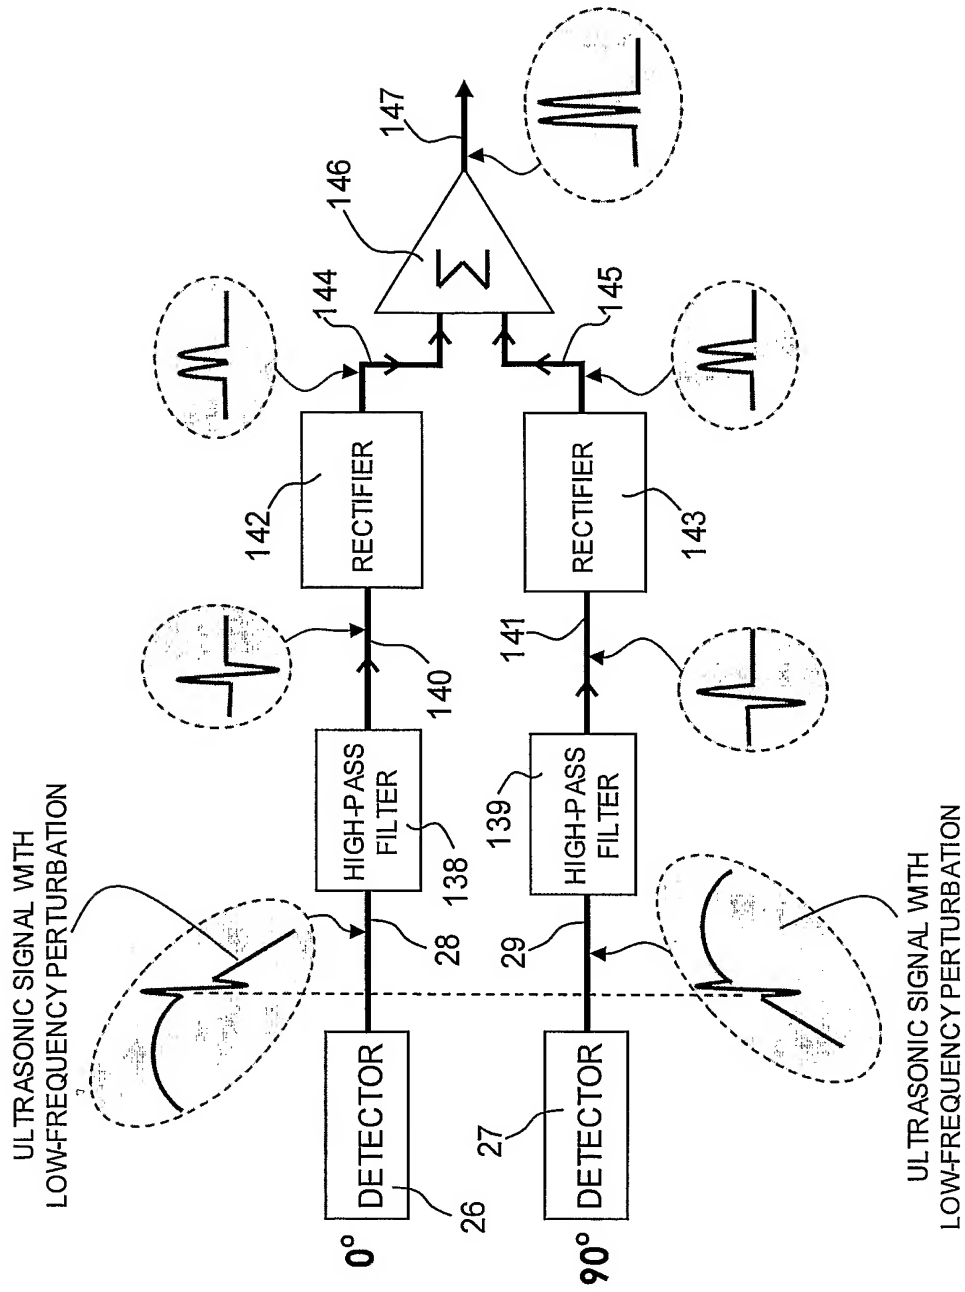 ULTRASONIC SIGNAL WITH
LOW-FREQUENCY PERTURBATION
0°
DETECTOR
26
28
HIGH-PASS
FILTER
138
140
142
RECTIFIER
144
146
Σ
147
90°
DETECTOR
27
29
HIGH-PASS
FILTER
139
141
RECTIFIER
143
145
ULTRASONIC SIGNAL WITH
LOW-FREQUENCY PERTURBATION